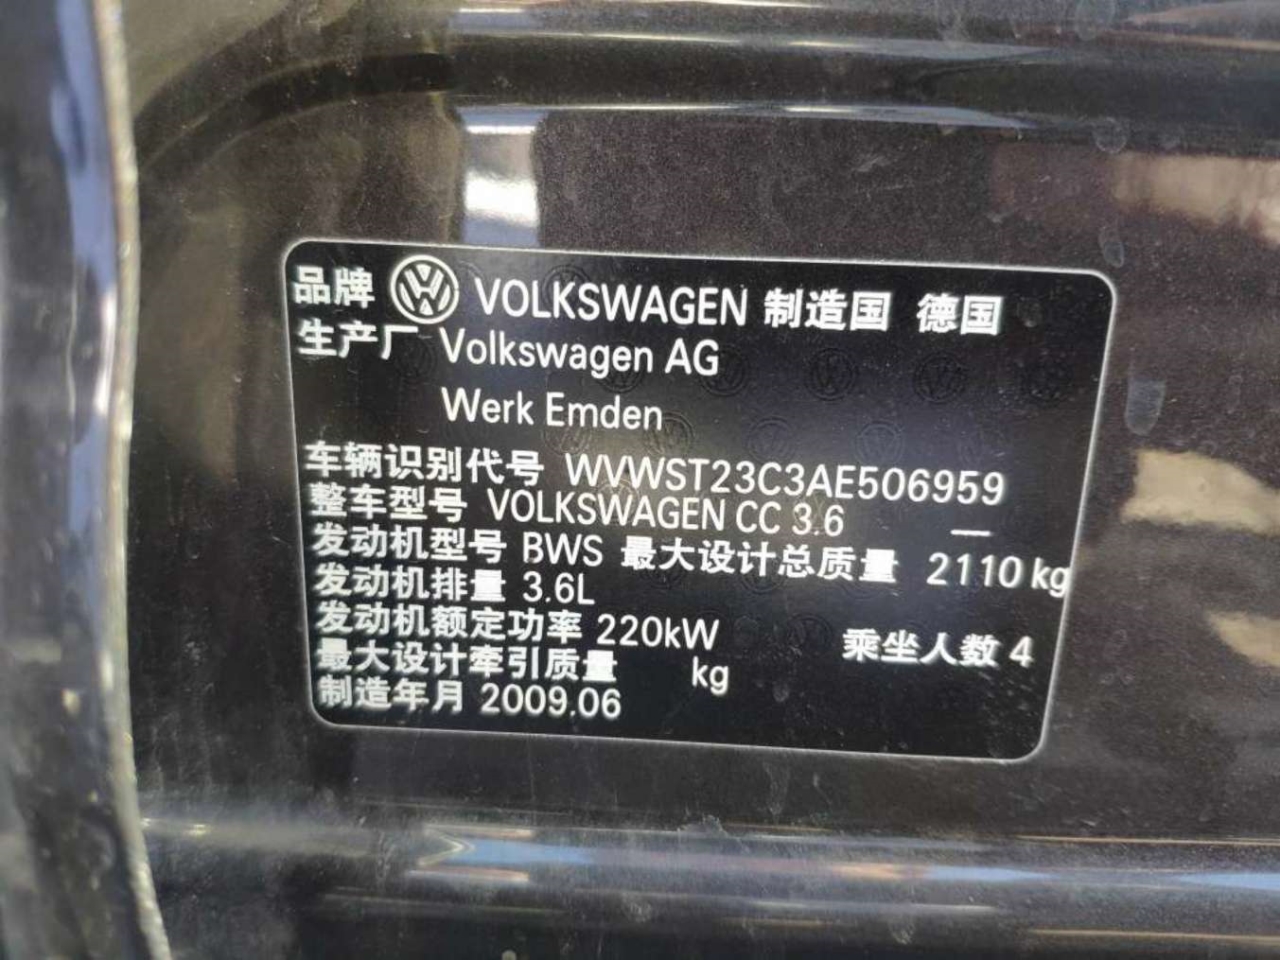 品牌 VOLKSWAGEN 制造国 德国
生产厂 Volkswagen AG
Werk Emden
车辆识别代号 WVWST23C3AE506959
整车型号 VOLKSWAGEN CC 3.6 —
发动机型号 BWS 最大设计总质量 2110 kg
发动机排量 3.6L
发动机额定功率 220kW 乘坐人数 4
最大设计牵引质量 kg
制造年月 2009.06